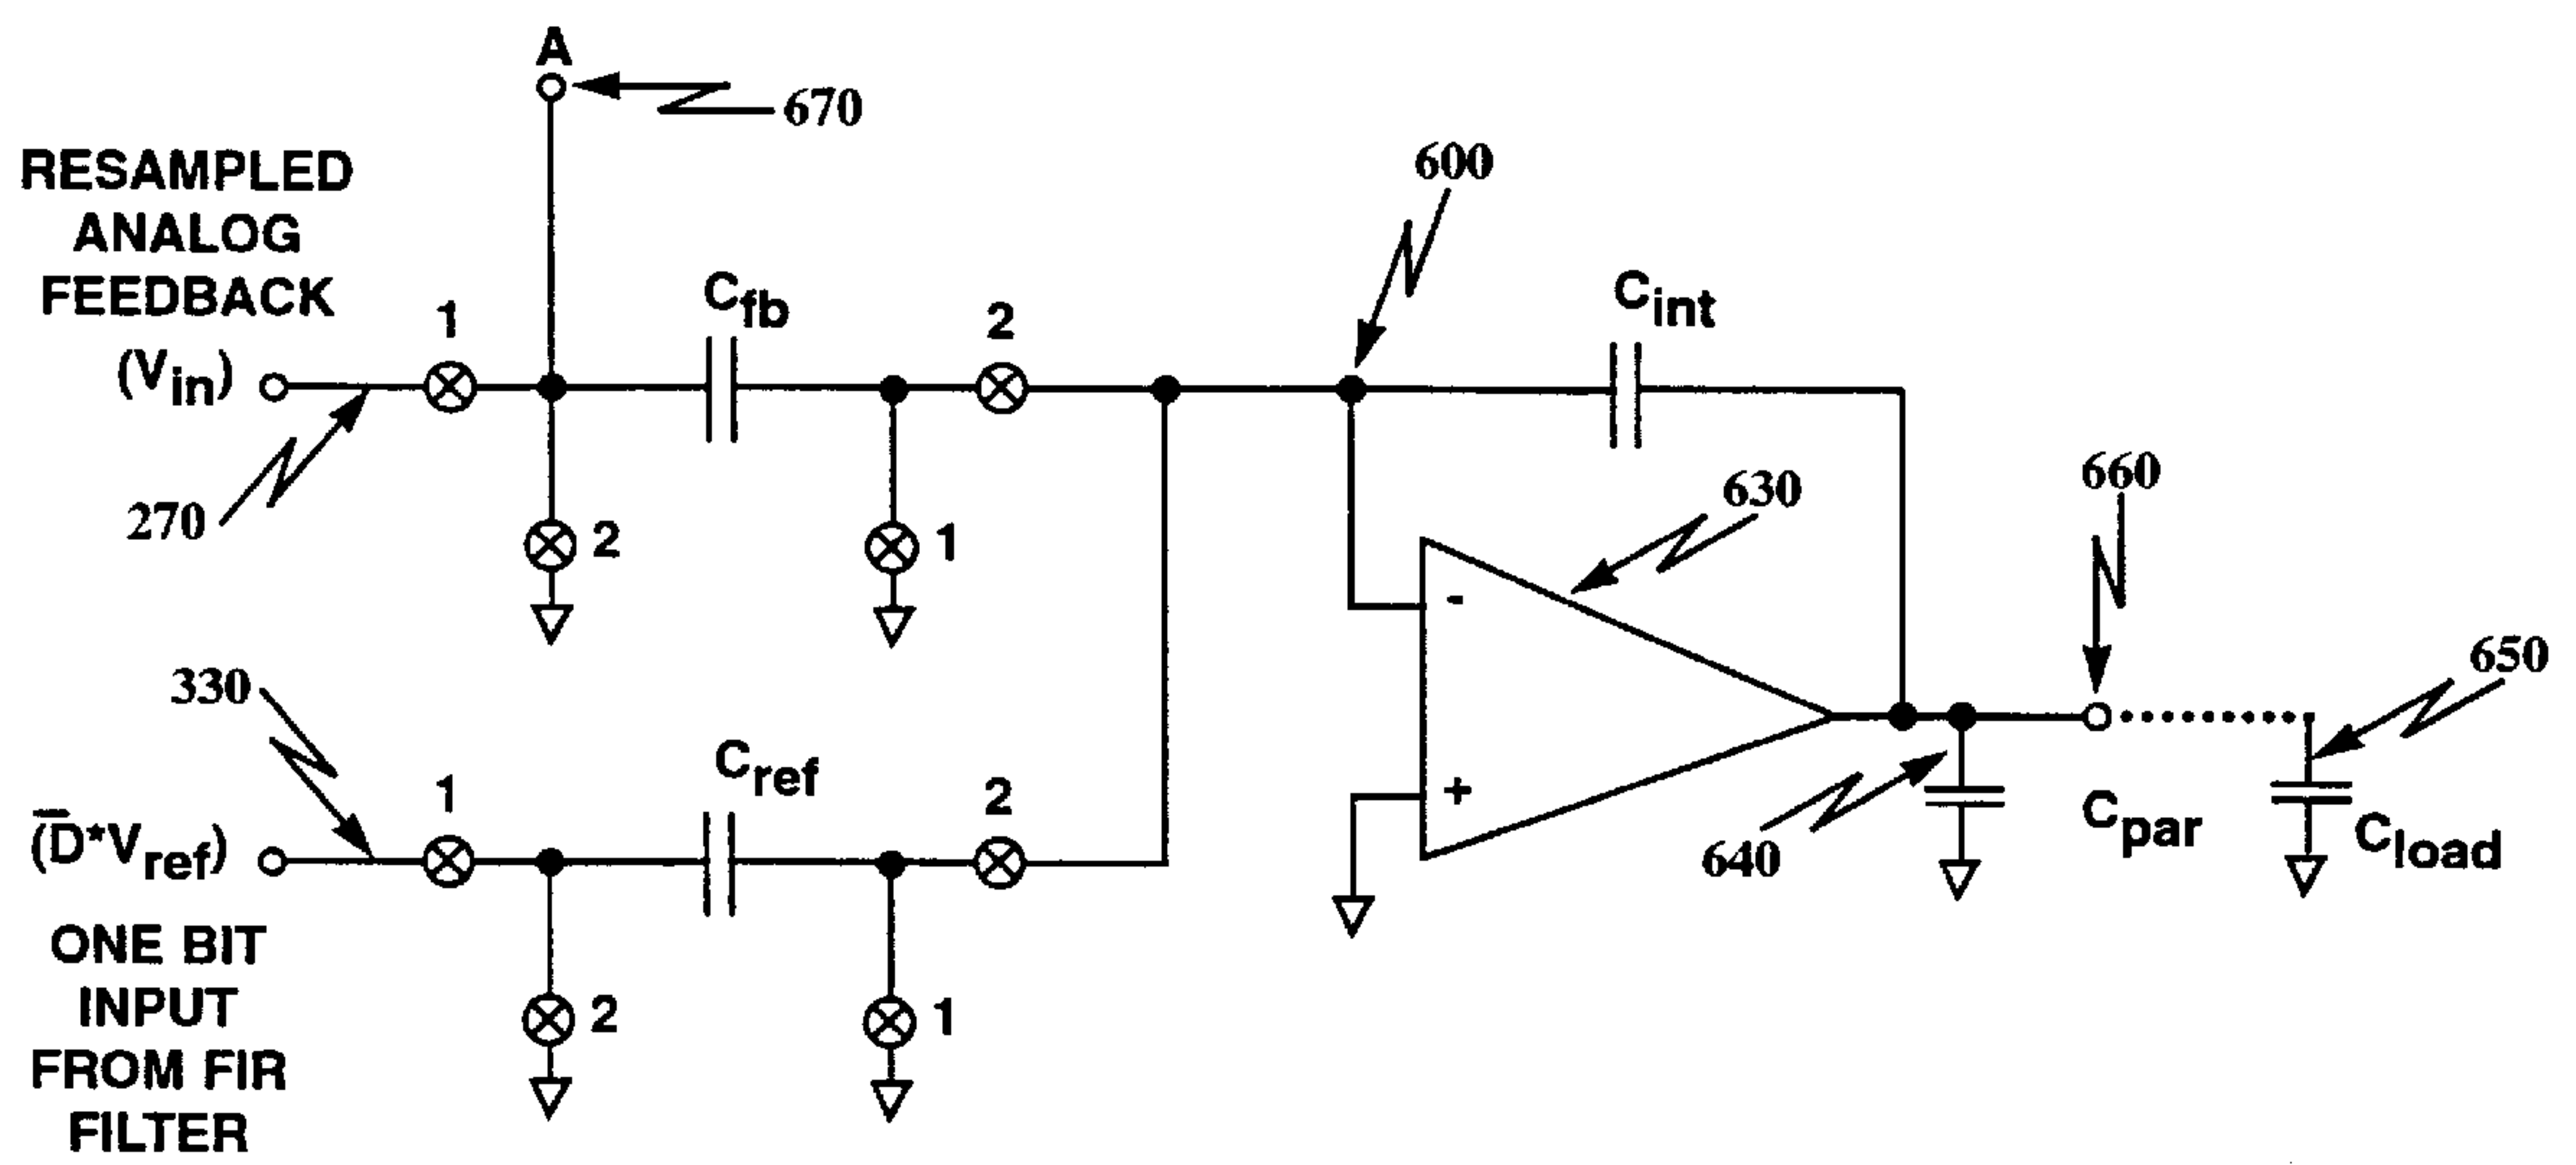 A
670
RESAMPLED
ANALOG
FEEDBACK
(Vin)
1
Cfb
2
600
Cint
270
2
1
630
660
650
-
+
330
(D̅*Vref)
1
Cref
2
640
Cpar
Cload
ONE BIT
INPUT
FROM FIR
FILTER
2
1